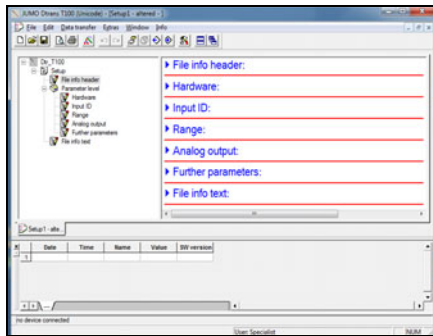 JUMO Dtrans T100 (Unicode) - [Setup1 - altered -]
File Edit Data transfer Extras Window Info
Dtr_T100
Setup
File info header
Parameter level
Hardware
Input ID
Range
Analog output
Further parameters
File info text
File info header:
Hardware:
Input ID:
Range:
Analog output:
Further parameters:
File info text:
Setup1 - alte
Date Time Name Value SW version
1
no device connected
User: Specialist NUM